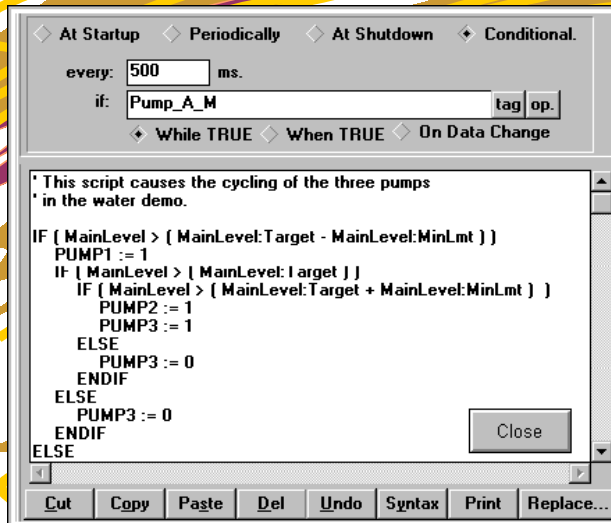 At Startup Periodically At Shutdown Conditional.
every: 500 ms.
if: Pump_A_M tag op.
While TRUE When TRUE On Data Change
' This script causes the cycling of the three pumps
' in the water demo.
IF ( MainLevel > ( MainLevel:Target - MainLevel:MinLmt ) )
PUMP1 := 1
IF ( MainLevel > ( MainLevel:Target ) )
IF ( MainLevel > ( MainLevel:Target + MainLevel:MinLmt ) )
PUMP2 := 1
PUMP3 := 1
ELSE
PUMP3 := 0
ENDIF
ELSE
PUMP3 := 0
ENDIF
ELSE
Close
Cut Copy Paste Del Undo Syntax Print Replace...